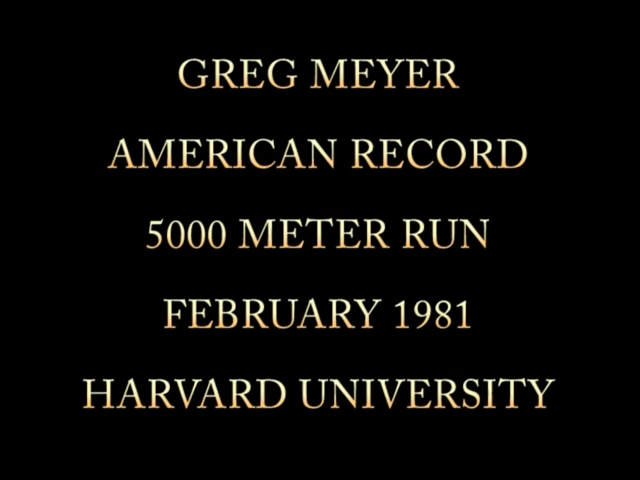 GREG MEYER
AMERICAN RECORD
5000 METER RUN
FEBRUARY 1981
HARVARD UNIVERSITY